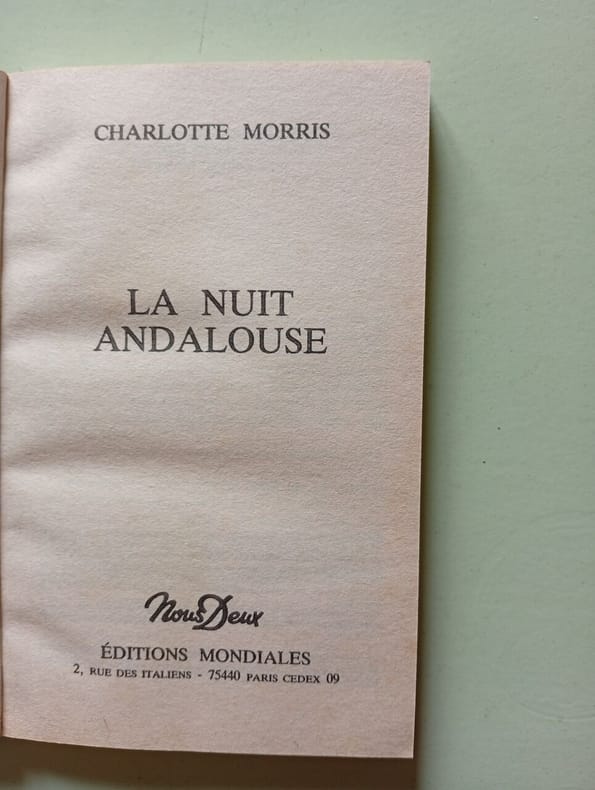 CHARLOTTE MORRIS
LA NUIT
ANDALOUSE
Nous Deux
ÉDITIONS MONDIALES
2, RUE DES ITALIENS - 75440 PARIS CEDEX 09